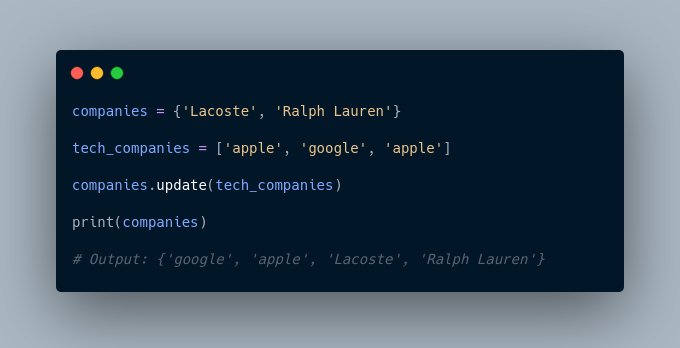 companies = {'Lacoste', 'Ralph Lauren'}
tech_companies = ['apple', 'google', 'apple']
companies.update(tech_companies)
print(companies)
# Output: {'google', 'apple', 'Lacoste', 'Ralph Lauren'}